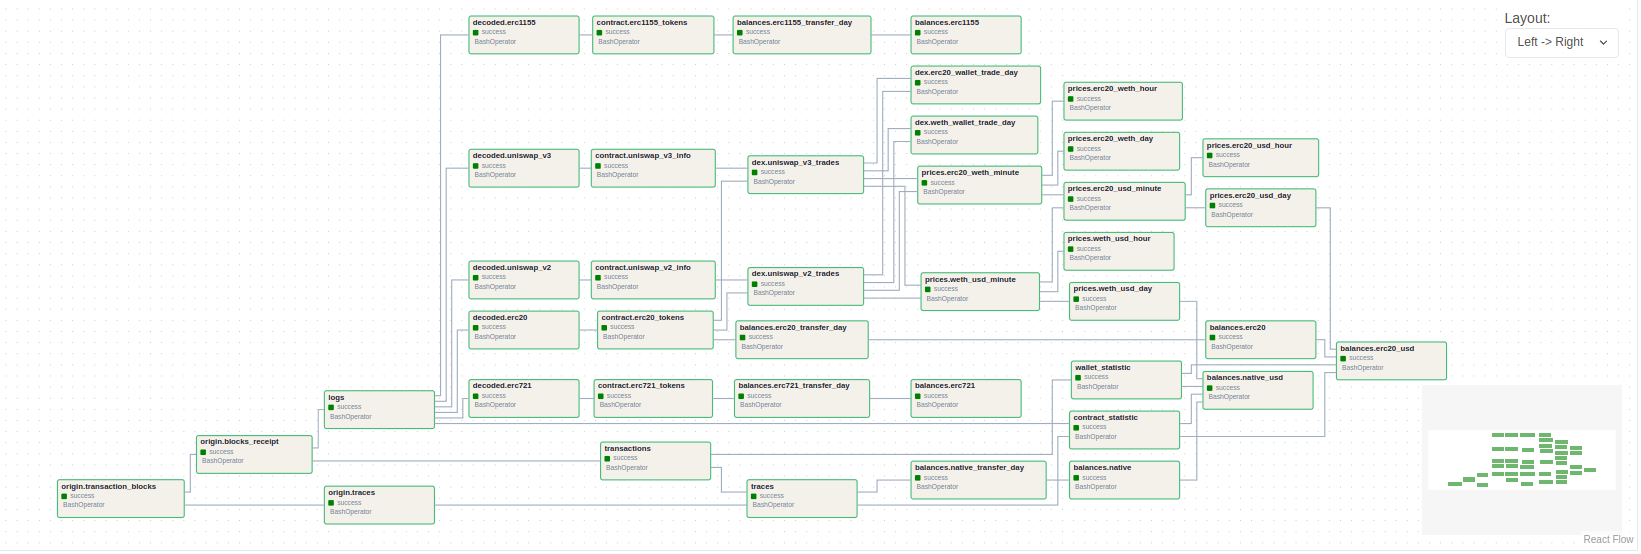 Layout:
Left -> Right
decoded.erc1155
success
BashOperator
contract.erc1155_tokens
success
BashOperator
balances.erc1155_transfer_day
success
BashOperator
balances.erc1155
success
BashOperator
dex.erc20_wallet_trade_day
success
BashOperator
prices.erc20_weth_hour
success
BashOperator
dex.weth_wallet_trade_day
success
BashOperator
prices.erc20_weth_day
success
BashOperator
prices.erc20_usd_hour
success
BashOperator
decoded.uniswap_v3
success
BashOperator
contract.uniswap_v3_info
success
BashOperator
dex.uniswap_v3_trades
success
BashOperator
prices.erc20_weth_minute
success
BashOperator
prices.erc20_usd_minute
success
BashOperator
prices.erc20_usd_day
success
BashOperator
prices.weth_usd_hour
success
BashOperator
decoded.uniswap_v2
success
BashOperator
contract.uniswap_v2_info
success
BashOperator
dex.uniswap_v2_trades
success
BashOperator
prices.weth_usd_minute
success
BashOperator
prices.weth_usd_day
success
BashOperator
decoded.erc20
success
BashOperator
contract.erc20_tokens
success
BashOperator
balances.erc20_transfer_day
success
BashOperator
balances.erc20
success
BashOperator
balances.erc20_usd
success
BashOperator
wallet_statistic
success
BashOperator
balances.native_usd
success
BashOperator
decoded.erc721
success
BashOperator
contract.erc721_tokens
success
BashOperator
balances.erc721_transfer_day
success
BashOperator
balances.erc721
success
BashOperator
logs
success
BashOperator
contract_statistic
success
BashOperator
origin.blocks_receipt
success
BashOperator
transactions
success
BashOperator
balances.native_transfer_day
success
BashOperator
balances.native
success
BashOperator
origin.transaction_blocks
success
BashOperator
origin.traces
success
BashOperator
traces
success
BashOperator
React Flow